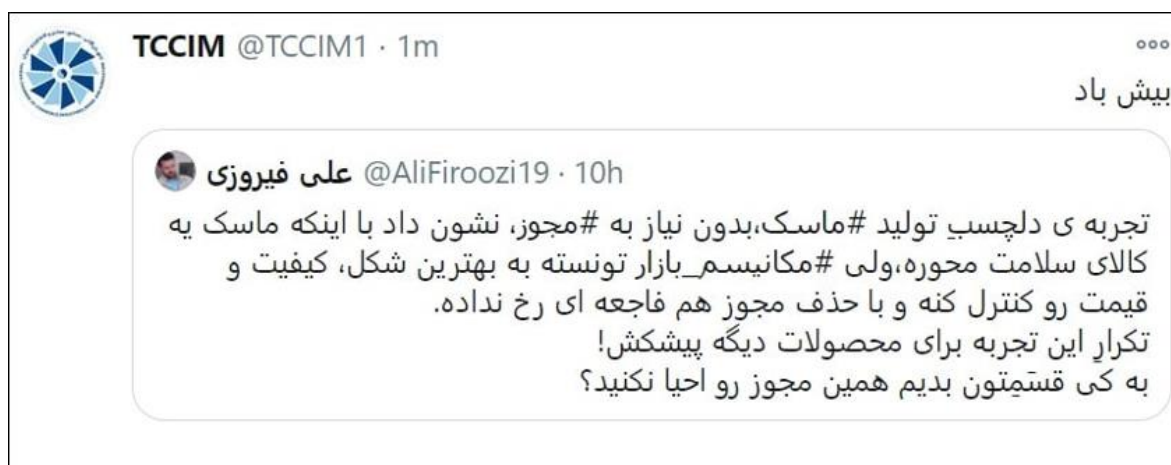 TCCIM @TCCIM1 · 1m
بیش باد
علی فیروزی @AliFiroozi19 · 10h
تجربه ی دلچسبِ تولید #ماسک،بدون نیاز به #مجوز، نشون داد با اینکه ماسک یه
کالای سلامت محوره،ولی #مکانیسم_بازار تونسته به بهترین شکل، کیفیت و
قیمت رو کنترل کنه و با حذف مجوز هم فاجعه ای رخ نداده.
تکرارِ این تجربه برای محصولات دیگه پیشکش!
به کی قسَمِتون بدیم همین مجوز رو احیا نکنید؟